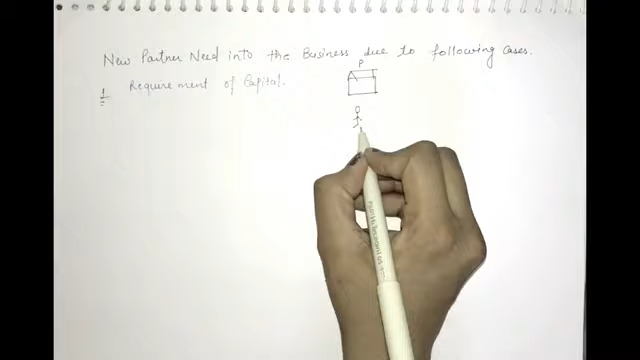 New Partner Need into the Business due to following cases.
P
1 Requirement of Capital.